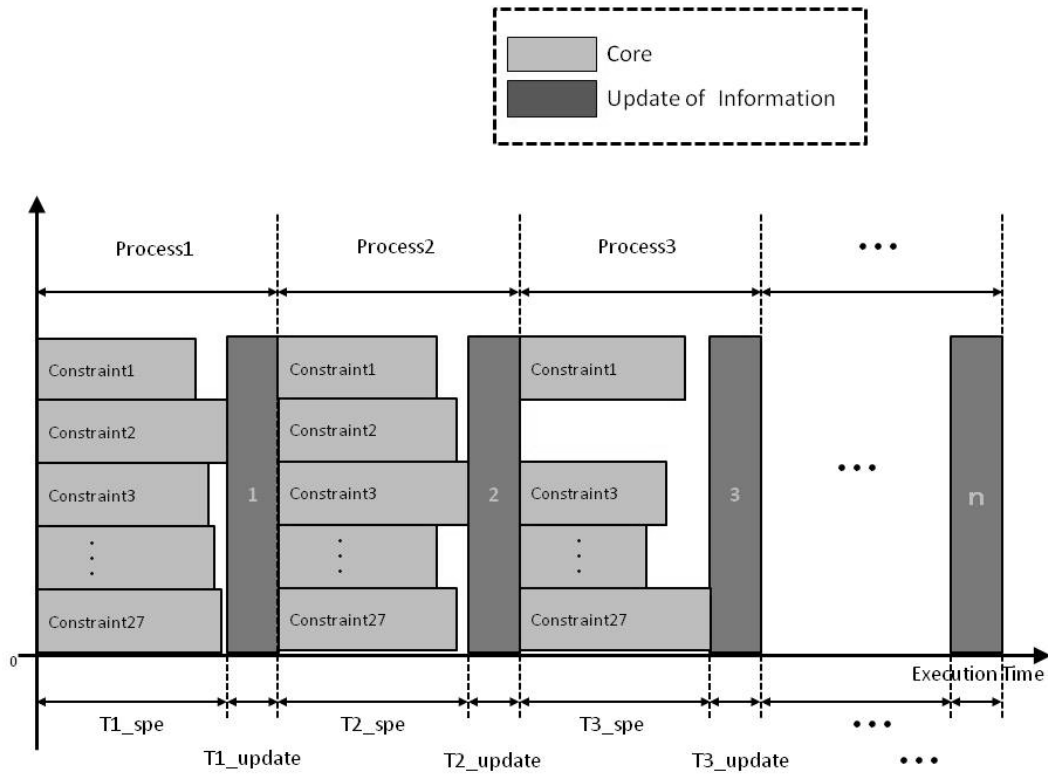 Core
Update of Information
Process1
Process2
Process3
•••
Constraint1
Constraint2
Constraint3
Constraint27
1
Constraint1
Constraint2
Constraint3
Constraint27
2
Constraint1
Constraint3
Constraint27
3
•••
n
0
Execution Time
T1_spe
T2_spe
T3_spe
•••
T1_update
T2_update
T3_update
•••